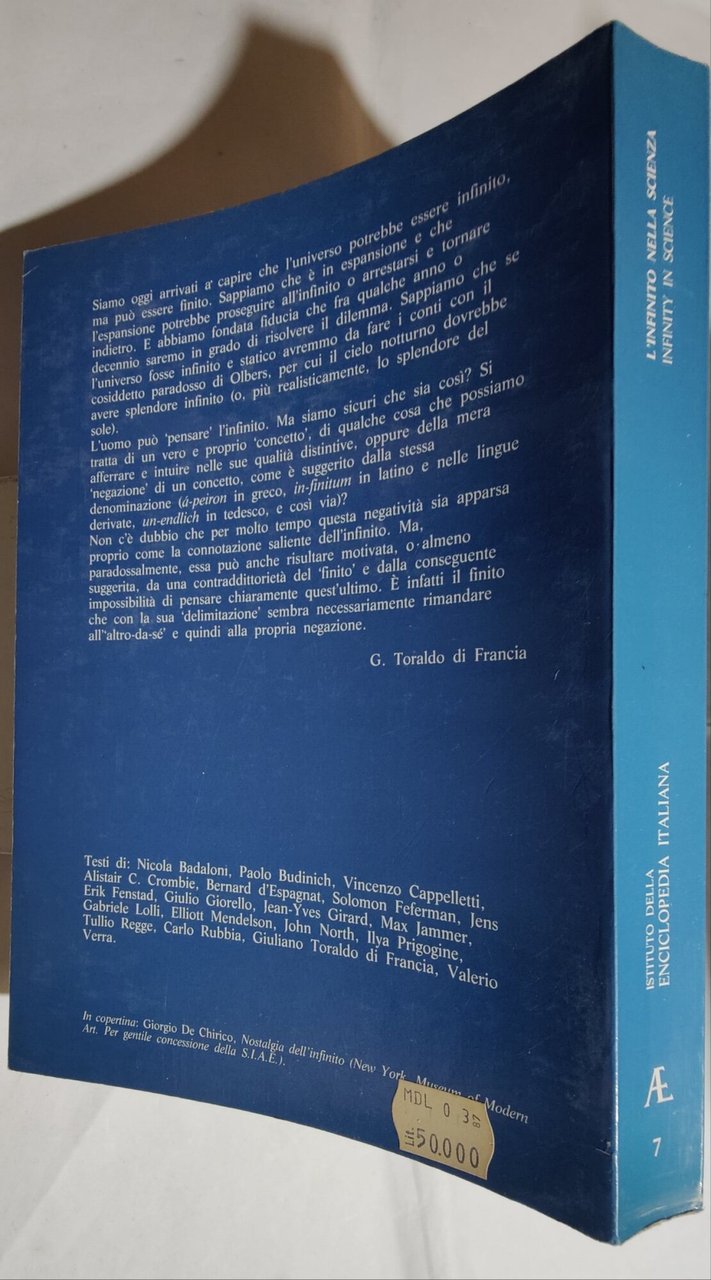 Siamo oggi arrivati a capire che l'universo potrebbe essere infinito,
ma può essere finito. Sappiamo che è in espansione e che
l'espansione potrebbe proseguire all'infinito o arrestarsi e tornare
indietro. E abbiamo fondata fiducia che fra qualche anno o
decennio saremo in grado di risolvere il dilemma. Sappiamo che se
l'universo fosse infinito e statico avremmo da fare i conti con il
cosiddetto paradosso di Olbers, per cui il cielo notturno dovrebbe
avere splendore infinito (o, più realisticamente, lo splendore del
sole).
L'uomo può 'pensare' l'infinito. Ma siamo sicuri che sia così? Si
tratta di un vero e proprio 'concetto', di qualche cosa che possiamo
afferrare e intuire nelle sue qualità distintive, oppure della mera
'negazione' di un concetto, come è suggerito dalla stessa
denominazione (á-peiron in greco, in-finitum in latino e nelle lingue
derivate, un-endlich in tedesco, e così via)?
Non c'è dubbio che per molto tempo questa negatività sia apparsa
proprio come la connotazione saliente dell'infinito. Ma,
paradossalmente, essa può anche risultare motivata, o almeno
suggerita, da una contraddittorietà del 'finito' e dalla conseguente
impossibilità di pensare chiaramente quest'ultimo. È infatti il finito
che con la sua 'delimitazione' sembra necessariamente rimandare
all'‘altro-da-sé’ e quindi alla propria negazione.
G. Toraldo di Francia
Testi di: Nicola Badaloni, Paolo Budinich, Vincenzo Cappelletti,
Alistair C. Crombie, Bernard d'Espagnat, Solomon Feferman, Jens
Erik Fenstad, Giulio Giorello, Jean-Yves Girard, Max Jammer,
Gabriele Lolli, Elliott Mendelson, John North, Ilya Prigogine,
Tullio Regge, Carlo Rubbia, Giuliano Toraldo di Francia, Valerio
Verra.
In copertina: Giorgio De Chirico, Nostalgia dell'infinito (New York, Museum of Modern
Art. Per gentile concessione della S.I.A.E.).
MDL 0 3 87
Lit. 50.000
L'INFINITO NELLA SCIENZA
INFINITY IN SCIENCE
ISTITUTO DELLA
ENCICLOPEDIA ITALIANA
Æ
7